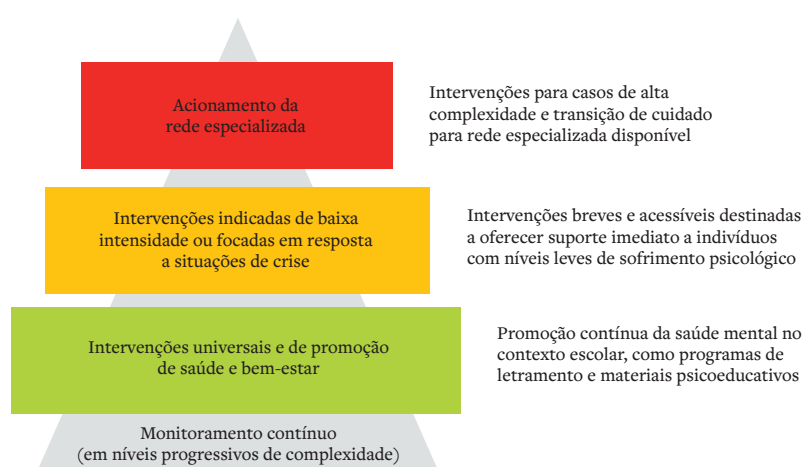 Acionamento da
rede especializada
Intervenções para casos de alta
complexidade e transição de cuidado
para rede especializada disponível
Intervenções indicadas de baixa
intensidade ou focadas em resposta
a situações de crise
Intervenções breves e acessíveis destinadas
a oferecer suporte imediato a indivíduos
com níveis leves de sofrimento psicológico
Intervenções universais e de promoção
de saúde e bem-estar
Promoção contínua da saúde mental no
contexto escolar, como programas de
letramento e materiais psicoeducativos
Monitoramento contínuo
(em níveis progressivos de complexidade)